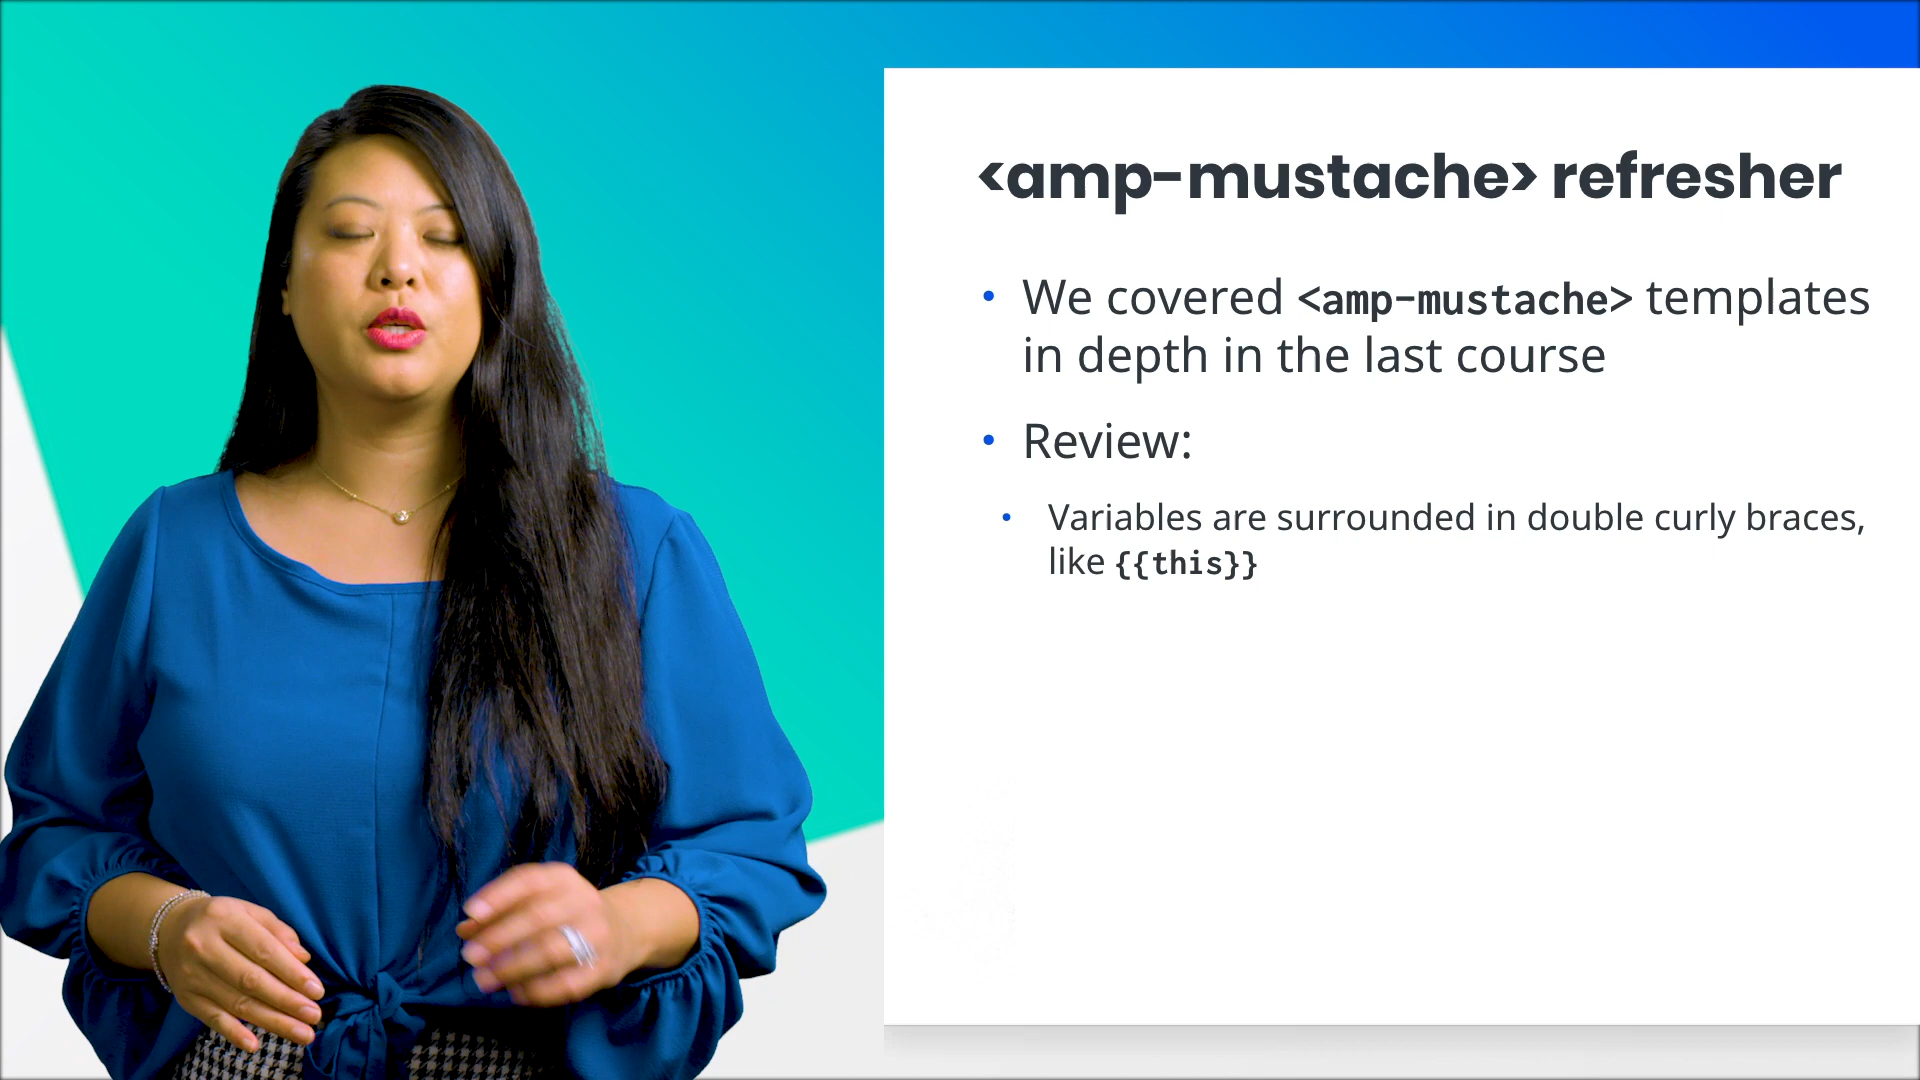 <amp-mustache> refresher
• We covered <amp-mustache> templates
in depth in the last course
• Review:
• Variables are surrounded in double curly braces,
like {{this}}